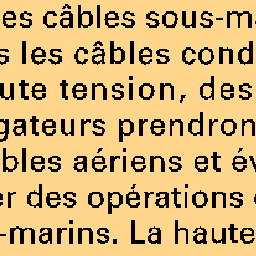 es câbles sous-ma
s les câbles cond
ute tension, des
gateurs prendron
bles aériens et év
er des opérations
-marins. La haute